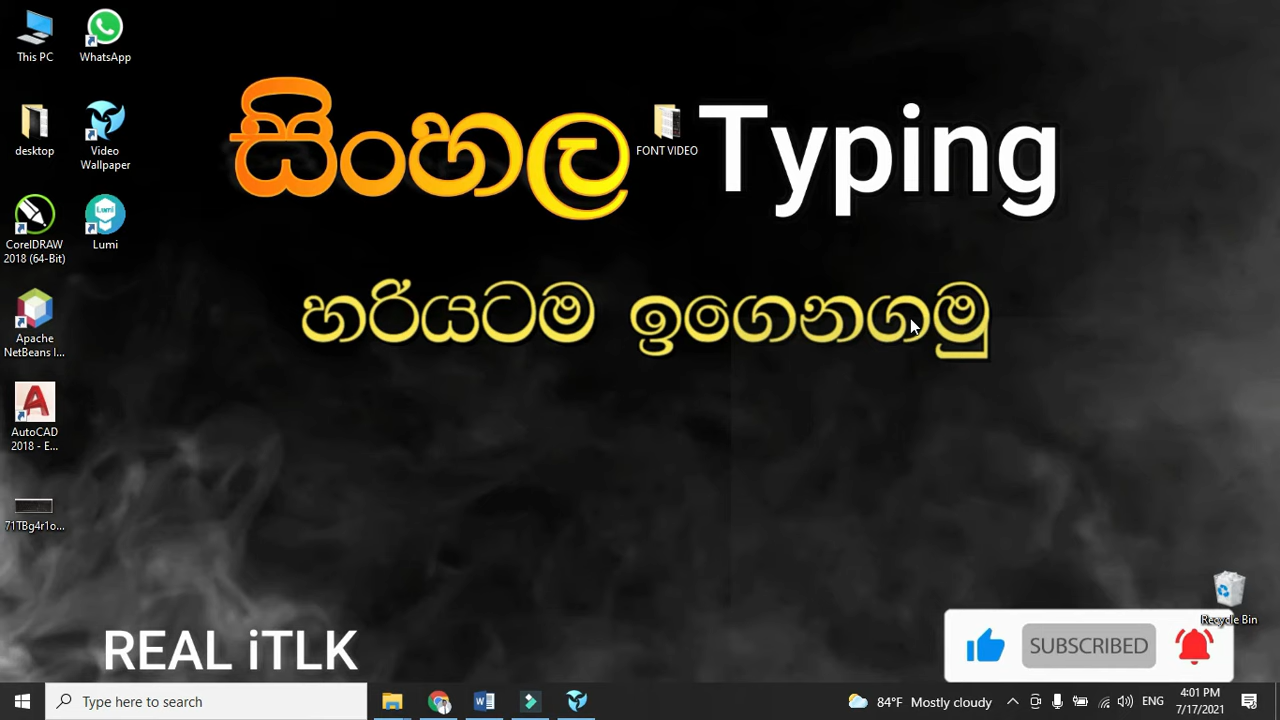 This PC
WhatsApp
desktop
Video
Wallpaper
CorelDRAW
2018 (64-Bit)
Lumi
Apache
NetBeans I...
AutoCAD
2018 - E...
71TBg4r1o...
සිංහල Typing
FONT VIDEO
හරියටම ඉගෙනගමු
REAL iTLK
SUBSCRIBED
Recycle Bin
Type here to search
84°F Mostly cloudy
ENG
4:01 PM
7/17/2021